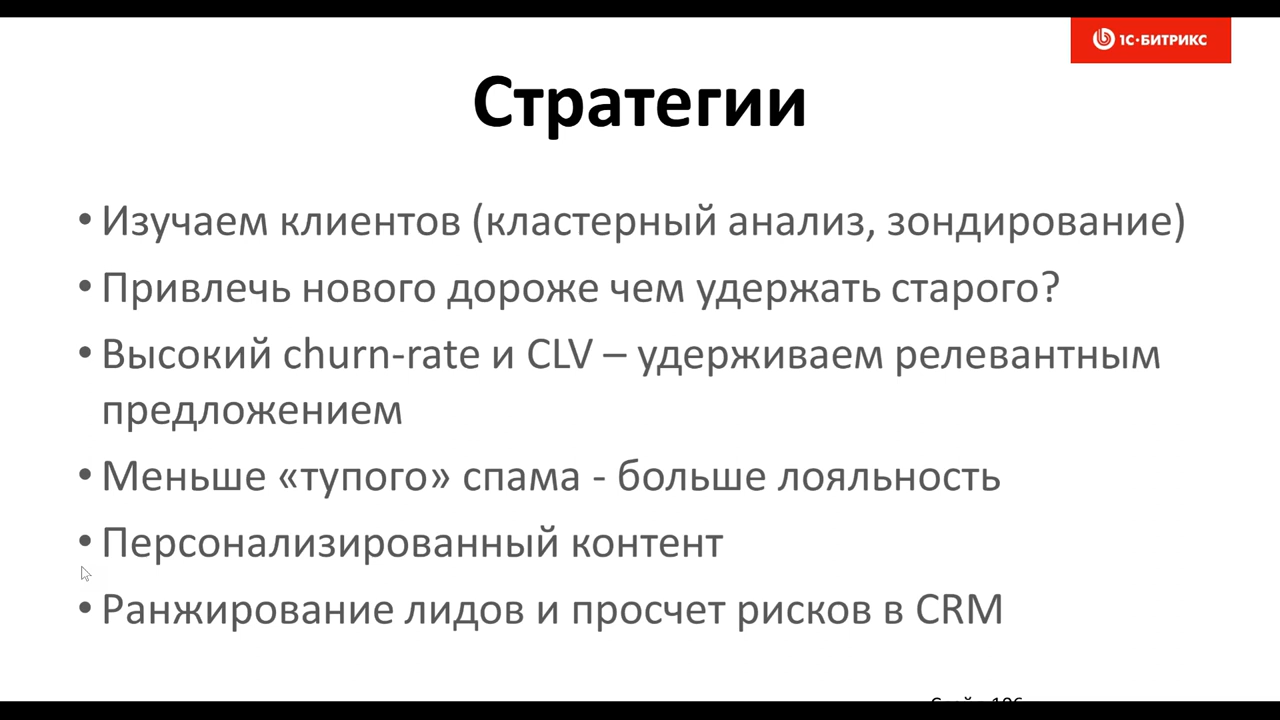 1С·БИТРИКС
Стратегии
• Изучаем клиентов (кластерный анализ, зондирование)
• Привлечь нового дороже чем удержать старого?
• Высокий churn-rate и CLV – удерживаем релевантным
предложением
• Меньше «тупого» спама - больше лояльность
• Персонализированный контент
• Ранжирование лидов и просчет рисков в CRM